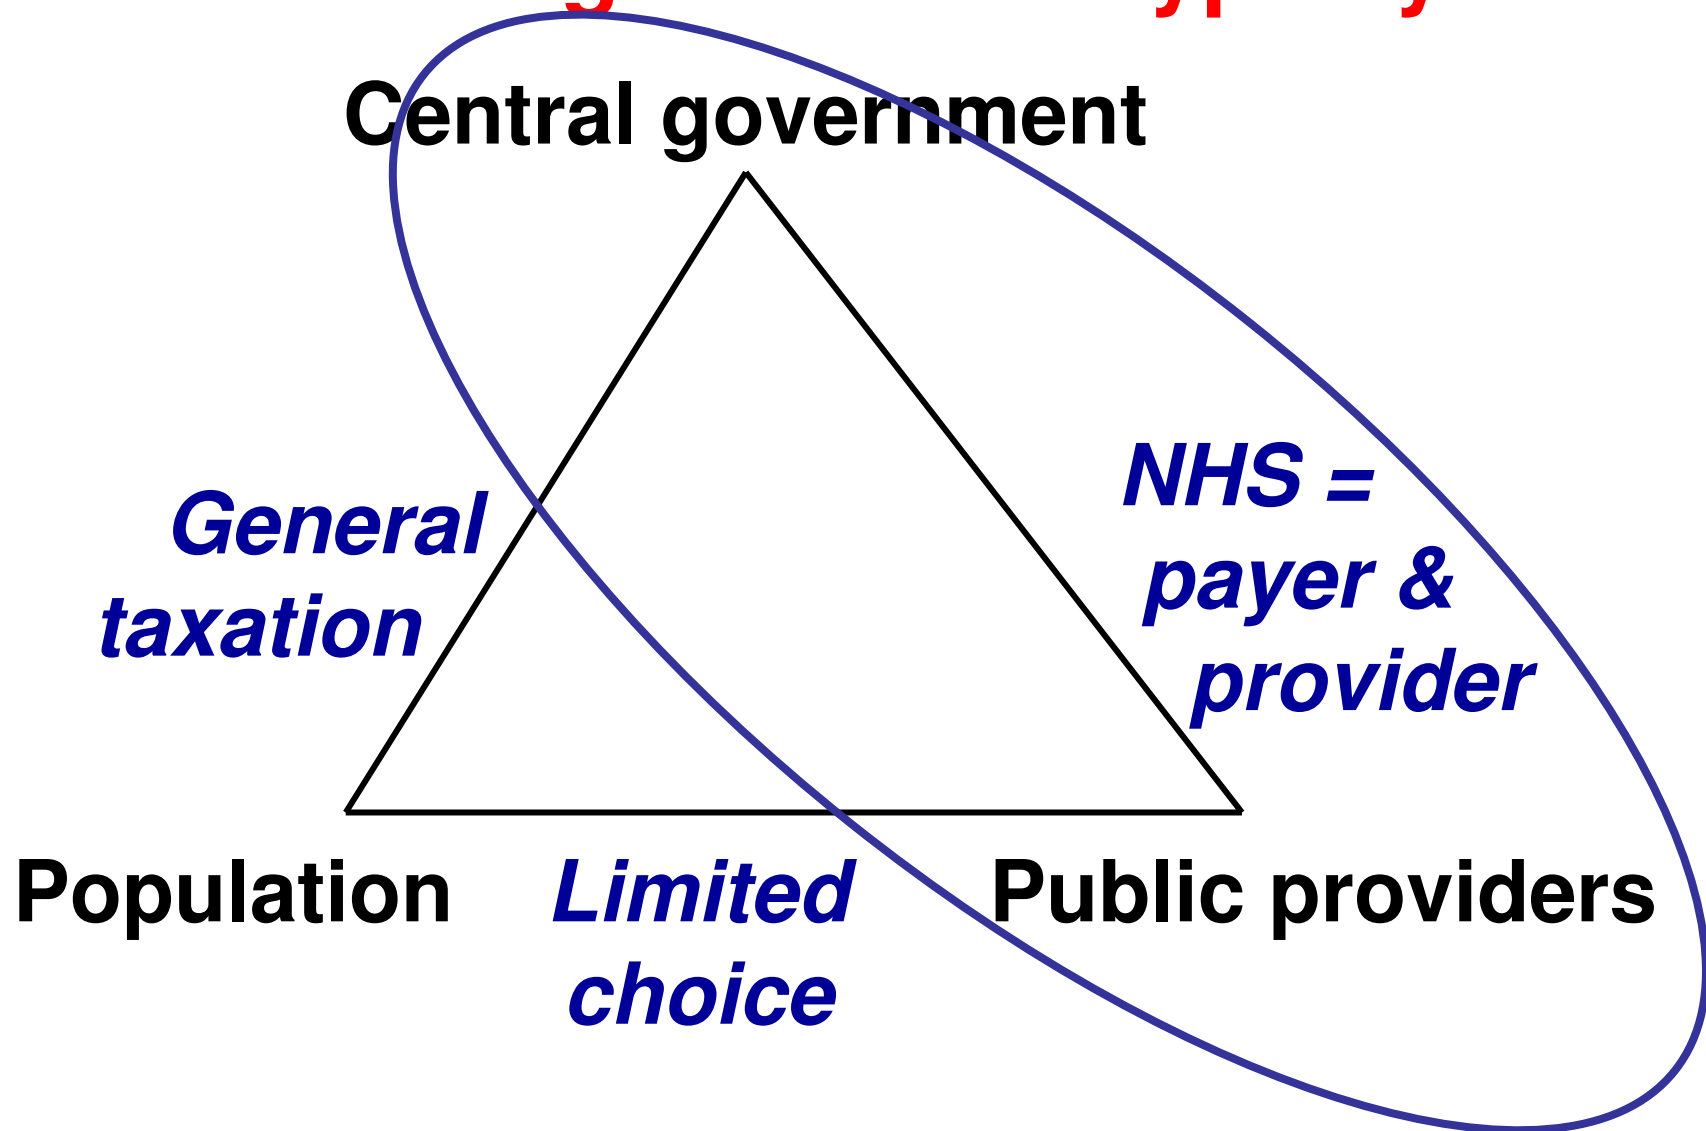 Central government
General
taxation
NHS =
payer &
provider
Population
Limited
choice
Public providers